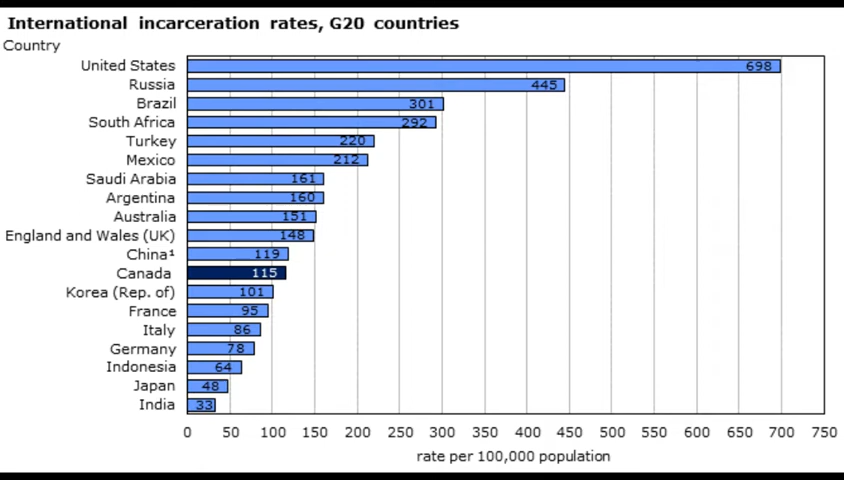 International incarceration rates, G20 countries
Country
United States 698
Russia 445
Brazil 301
South Africa 292
Turkey 220
Mexico 212
Saudi Arabia 161
Argentina 160
Australia 151
England and Wales (UK) 148
China¹ 119
Canada 115
Korea (Rep. of) 101
France 95
Italy 86
Germany 78
Indonesia 64
Japan 48
India 33
0 50 100 150 200 250 300 350 400 450 500 550 600 650 700 750
rate per 100,000 population